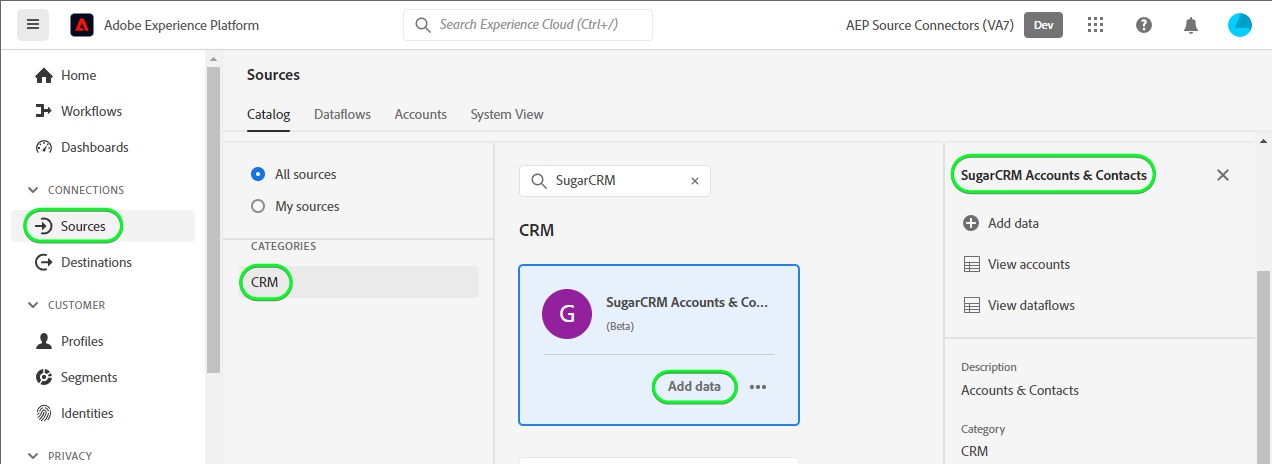 Adobe Experience Platform
Search Experience Cloud (Ctrl+/)
AEP Source Connectors (VA7)
Dev
Home
Workflows
Dashboards
CONNECTIONS
Sources
Destinations
CUSTOMER
Profiles
Segments
Identities
PRIVACY
Sources
Catalog Dataflows Accounts System View
All sources
My sources
CATEGORIES
CRM
SugarCRM
CRM
G
SugarCRM Accounts & Co...
(Beta)
Add data
SugarCRM Accounts & Contacts
Add data
View accounts
View dataflows
Description
Accounts & Contacts
Category
CRM